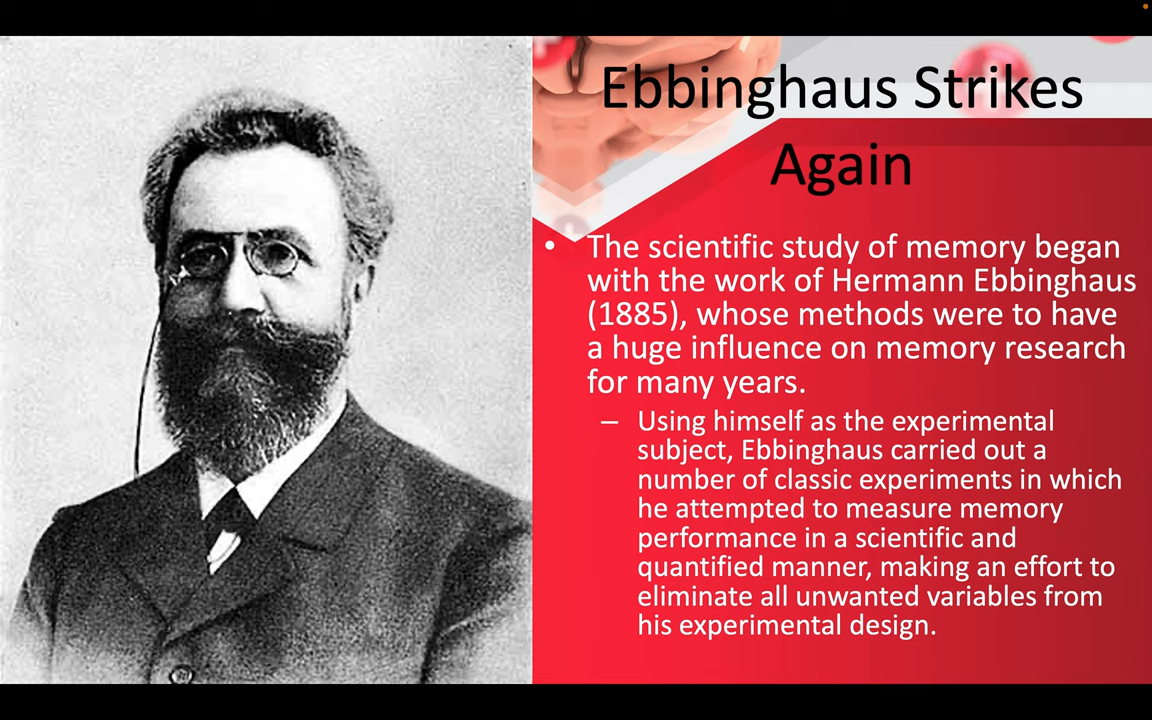 Ebbinghaus Strikes
Again
• The scientific study of memory began
with the work of Hermann Ebbinghaus
(1885), whose methods were to have
a huge influence on memory research
for many years.
– Using himself as the experimental
subject, Ebbinghaus carried out a
number of classic experiments in which
he attempted to measure memory
performance in a scientific and
quantified manner, making an effort to
eliminate all unwanted variables from
his experimental design.